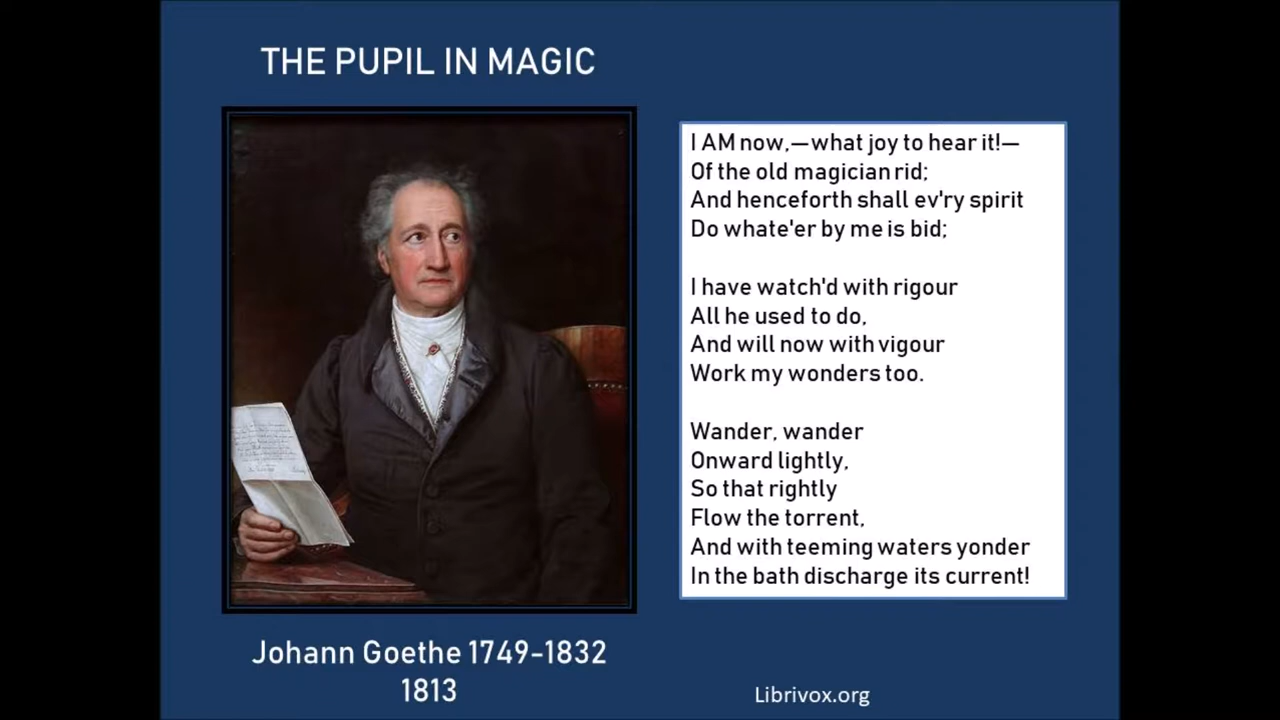 THE PUPIL IN MAGIC
I AM now,—what joy to hear it!—
Of the old magician rid;
And henceforth shall ev'ry spirit
Do whate'er by me is bid;
I have watch'd with rigour
All he used to do,
And will now with vigour
Work my wonders too.
Wander, wander
Onward lightly,
So that rightly
Flow the torrent,
And with teeming waters yonder
In the bath discharge its current!
Johann Goethe 1749-1832
1813
Librivox.org